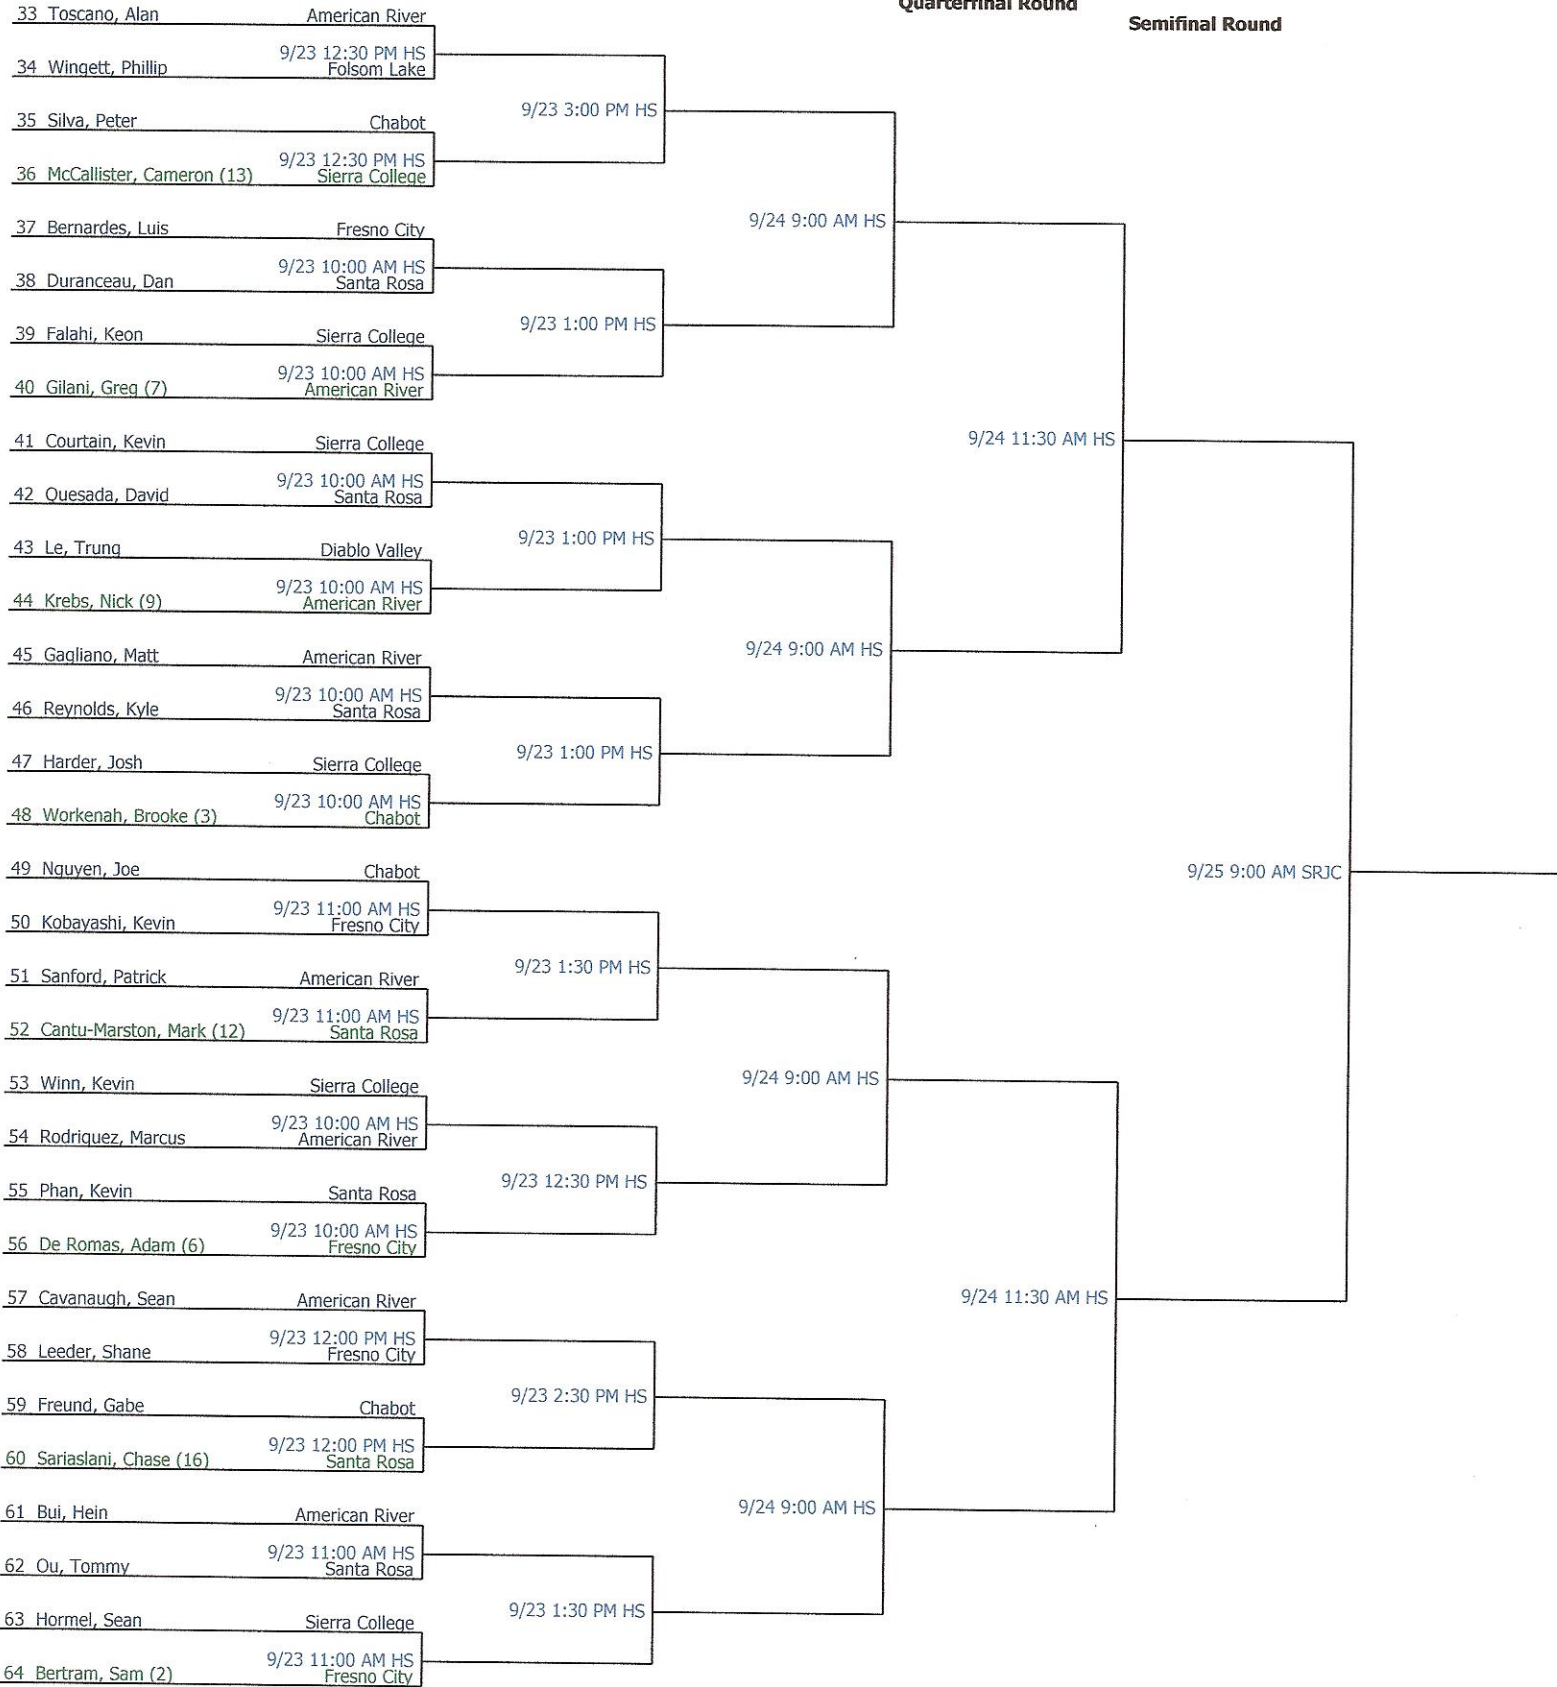 Quarterfinal Round
Semifinal Round
33 Toscano, Alan American River
9/23 12:30 PM HS
34 Wingett, Phillip Folsom Lake
9/23 3:00 PM HS
35 Silva, Peter Chabot
9/23 12:30 PM HS
36 McCallister, Cameron (13) Sierra College
9/24 9:00 AM HS
37 Bernardes, Luis Fresno City
9/23 10:00 AM HS
38 Duranceau, Dan Santa Rosa
9/23 1:00 PM HS
39 Falahi, Keon Sierra College
9/23 10:00 AM HS
40 Gilani, Greg (7) American River
9/24 11:30 AM HS
41 Courtain, Kevin Sierra College
9/23 10:00 AM HS
42 Quesada, David Santa Rosa
9/23 1:00 PM HS
43 Le, Trung Diablo Valley
9/23 10:00 AM HS
44 Krebs, Nick (9) American River
9/24 9:00 AM HS
45 Gagliano, Matt American River
9/23 10:00 AM HS
46 Reynolds, Kyle Santa Rosa
9/23 1:00 PM HS
47 Harder, Josh Sierra College
9/23 10:00 AM HS
48 Workenah, Brooke (3) Chabot
9/25 9:00 AM SRJC
49 Nguyen, Joe Chabot
9/23 11:00 AM HS
50 Kobayashi, Kevin Fresno City
9/23 1:30 PM HS
51 Sanford, Patrick American River
9/23 11:00 AM HS
52 Cantu-Marston, Mark (12) Santa Rosa
9/24 9:00 AM HS
53 Winn, Kevin Sierra College
9/23 10:00 AM HS
54 Rodriquez, Marcus American River
9/23 12:30 PM HS
55 Phan, Kevin Santa Rosa
9/23 10:00 AM HS
56 De Romas, Adam (6) Fresno City
9/24 11:30 AM HS
57 Cavanaugh, Sean American River
9/23 12:00 PM HS
58 Leeder, Shane Fresno City
9/23 2:30 PM HS
59 Freund, Gabe Chabot
9/23 12:00 PM HS
60 Sariaslani, Chase (16) Santa Rosa
9/24 9:00 AM HS
61 Bui, Hein American River
9/23 11:00 AM HS
62 Ou, Tommy Santa Rosa
9/23 1:30 PM HS
63 Hormel, Sean Sierra College
9/23 11:00 AM HS
64 Bertram, Sam (2) Fresno City